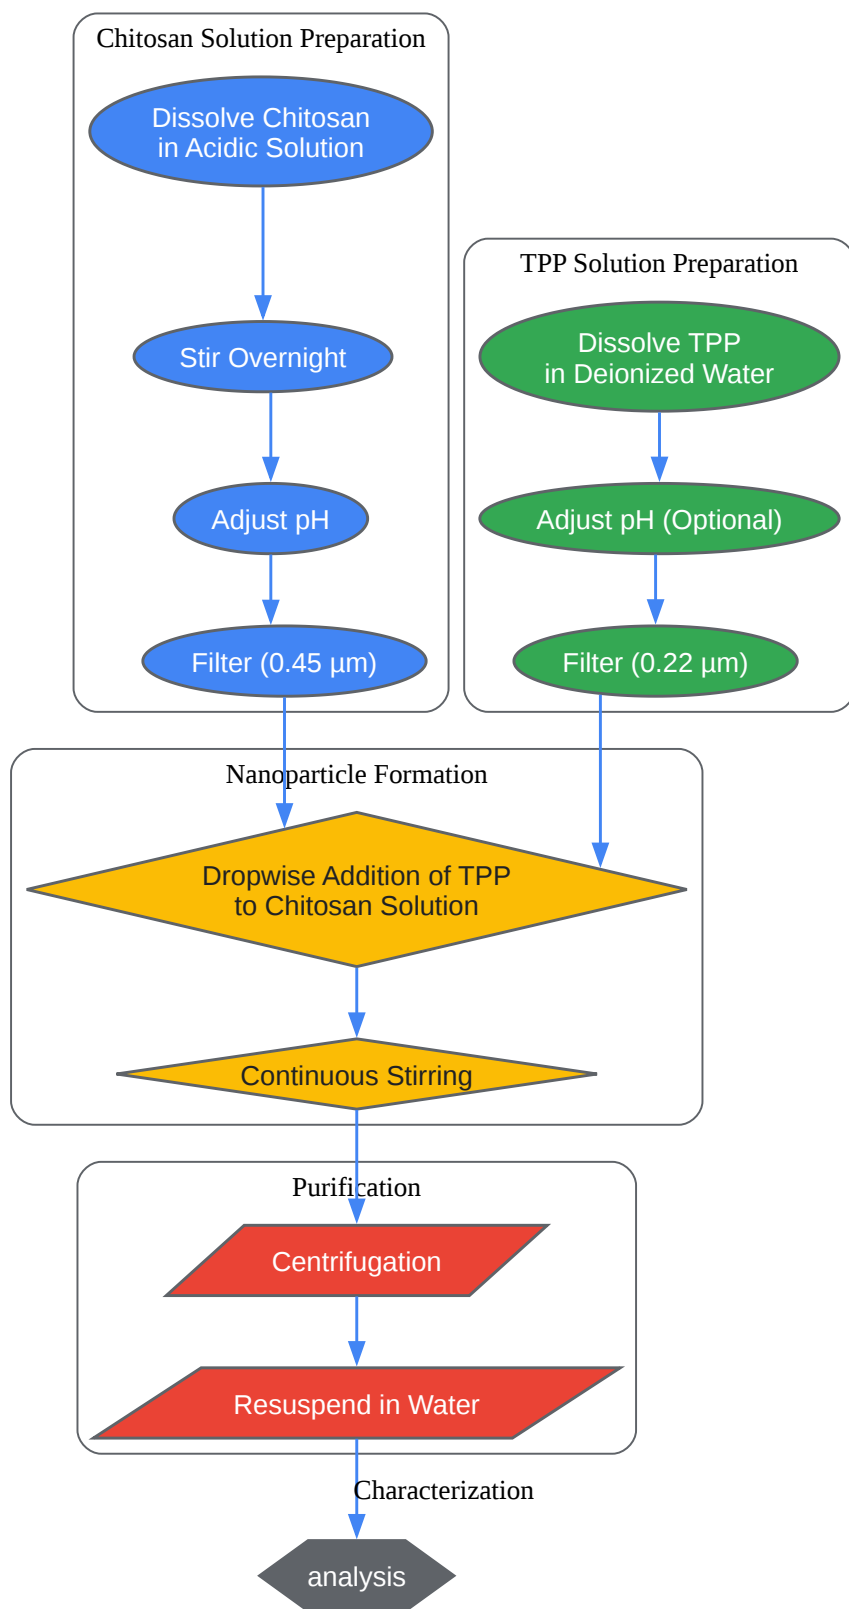 Chitosan Solution Preparation
Dissolve Chitosan
in Acidic Solution
Stir Overnight
Adjust pH
Filter (0.45 µm)
TPP Solution Preparation
Dissolve TPP
in Deionized Water
Adjust pH (Optional)
Filter (0.22 µm)
Nanoparticle Formation
Dropwise Addition of TPP
to Chitosan Solution
Continuous Stirring
Purification
Centrifugation
Resuspend in Water
Characterization
analysis